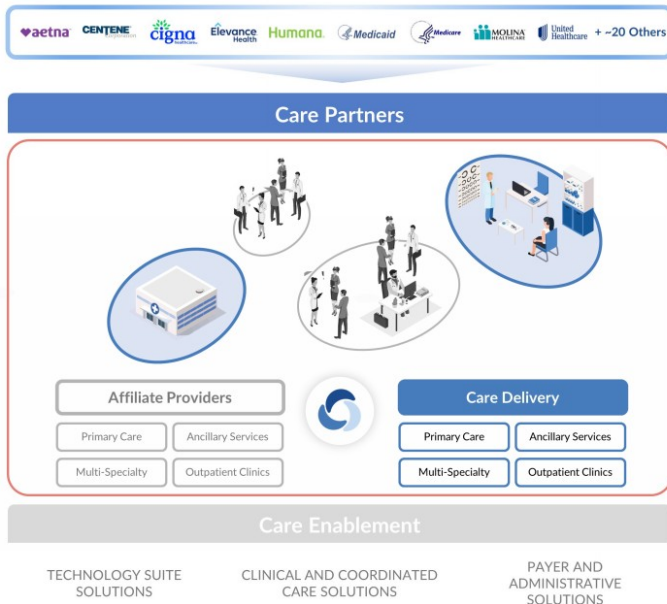 aetna CENTENE Corporation cigna healthcare Elevance Health Humana Medicaid Medicare MOLINA HEALTHCARE United Healthcare + ~20 Others
Care Partners
Affiliate Providers
Primary Care
Ancillary Services
Multi-Specialty
Outpatient Clinics
Care Delivery
Primary Care
Ancillary Services
Multi-Specialty
Outpatient Clinics
Care Enablement
TECHNOLOGY SUITE
SOLUTIONS
CLINICAL AND COORDINATED
CARE SOLUTIONS
PAYER AND
ADMINISTRATIVE
SOLUTIONS